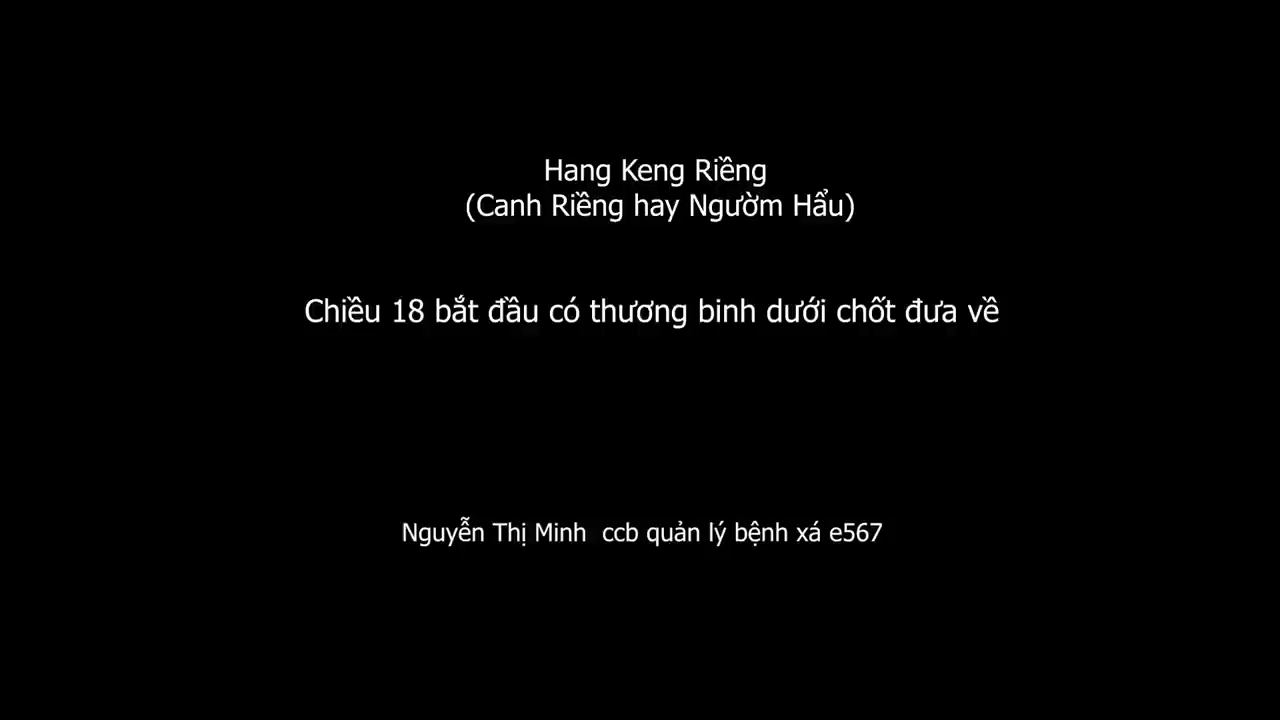 Hang Keng Riềng
(Canh Riềng hay Ngườm Hẩu)
Chiều 18 bắt đầu có thương binh dưới chốt đưa về
Nguyễn Thị Minh ccb quản lý bệnh xá e567